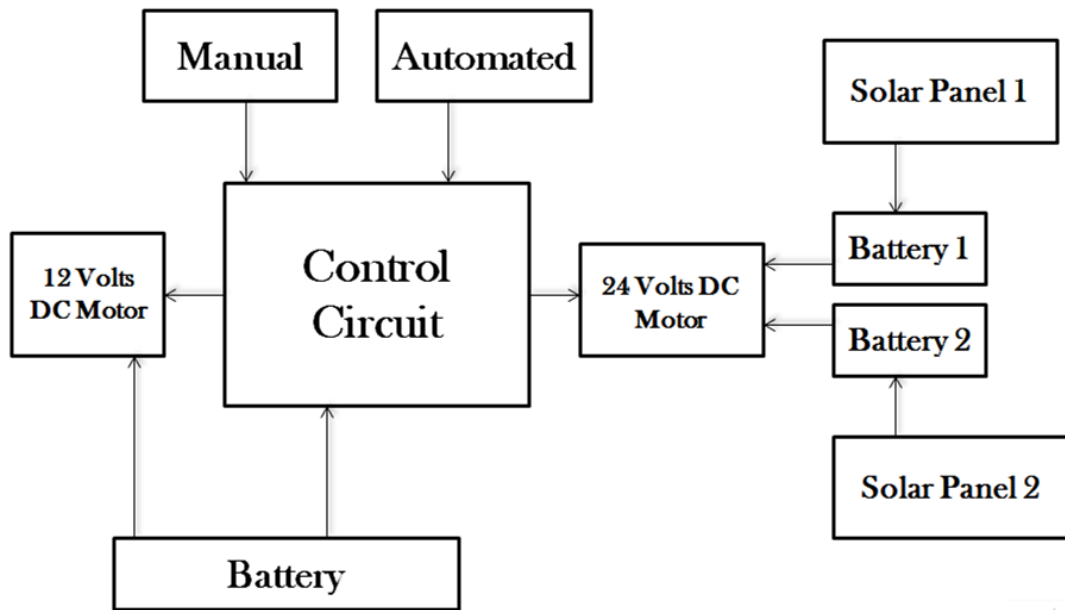 Manual
Automated
Solar Panel 1
Control
Circuit
12 Volts
DC Motor
24 Volts DC
Motor
Battery 1
Battery 2
Solar Panel 2
Battery